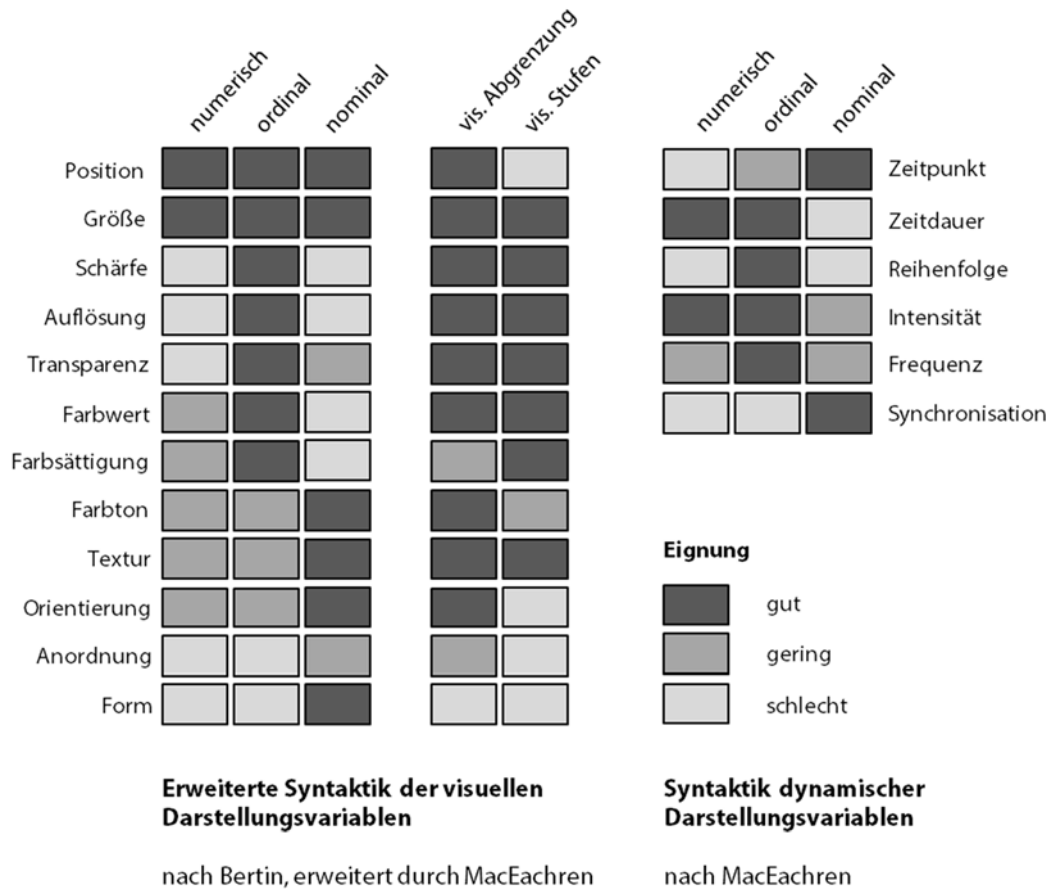 numerisch
ordinal
nominal
vis. Abgrenzung
vis. Stufen
numerisch
ordinal
nominal
Position
Größe
Schärfe
Auflösung
Transparenz
Farbwert
Farbsättigung
Farbton
Textur
Orientierung
Anordnung
Form
Zeitpunkt
Zeitdauer
Reihenfolge
Intensität
Frequenz
Synchronisation
Eignung
gut
gering
schlecht
Erweiterte Syntaktik der visuellen
Darstellungsvariablen
nach Bertin, erweitert durch MacEachren
Syntaktik dynamischer
Darstellungsvariablen
nach MacEachren